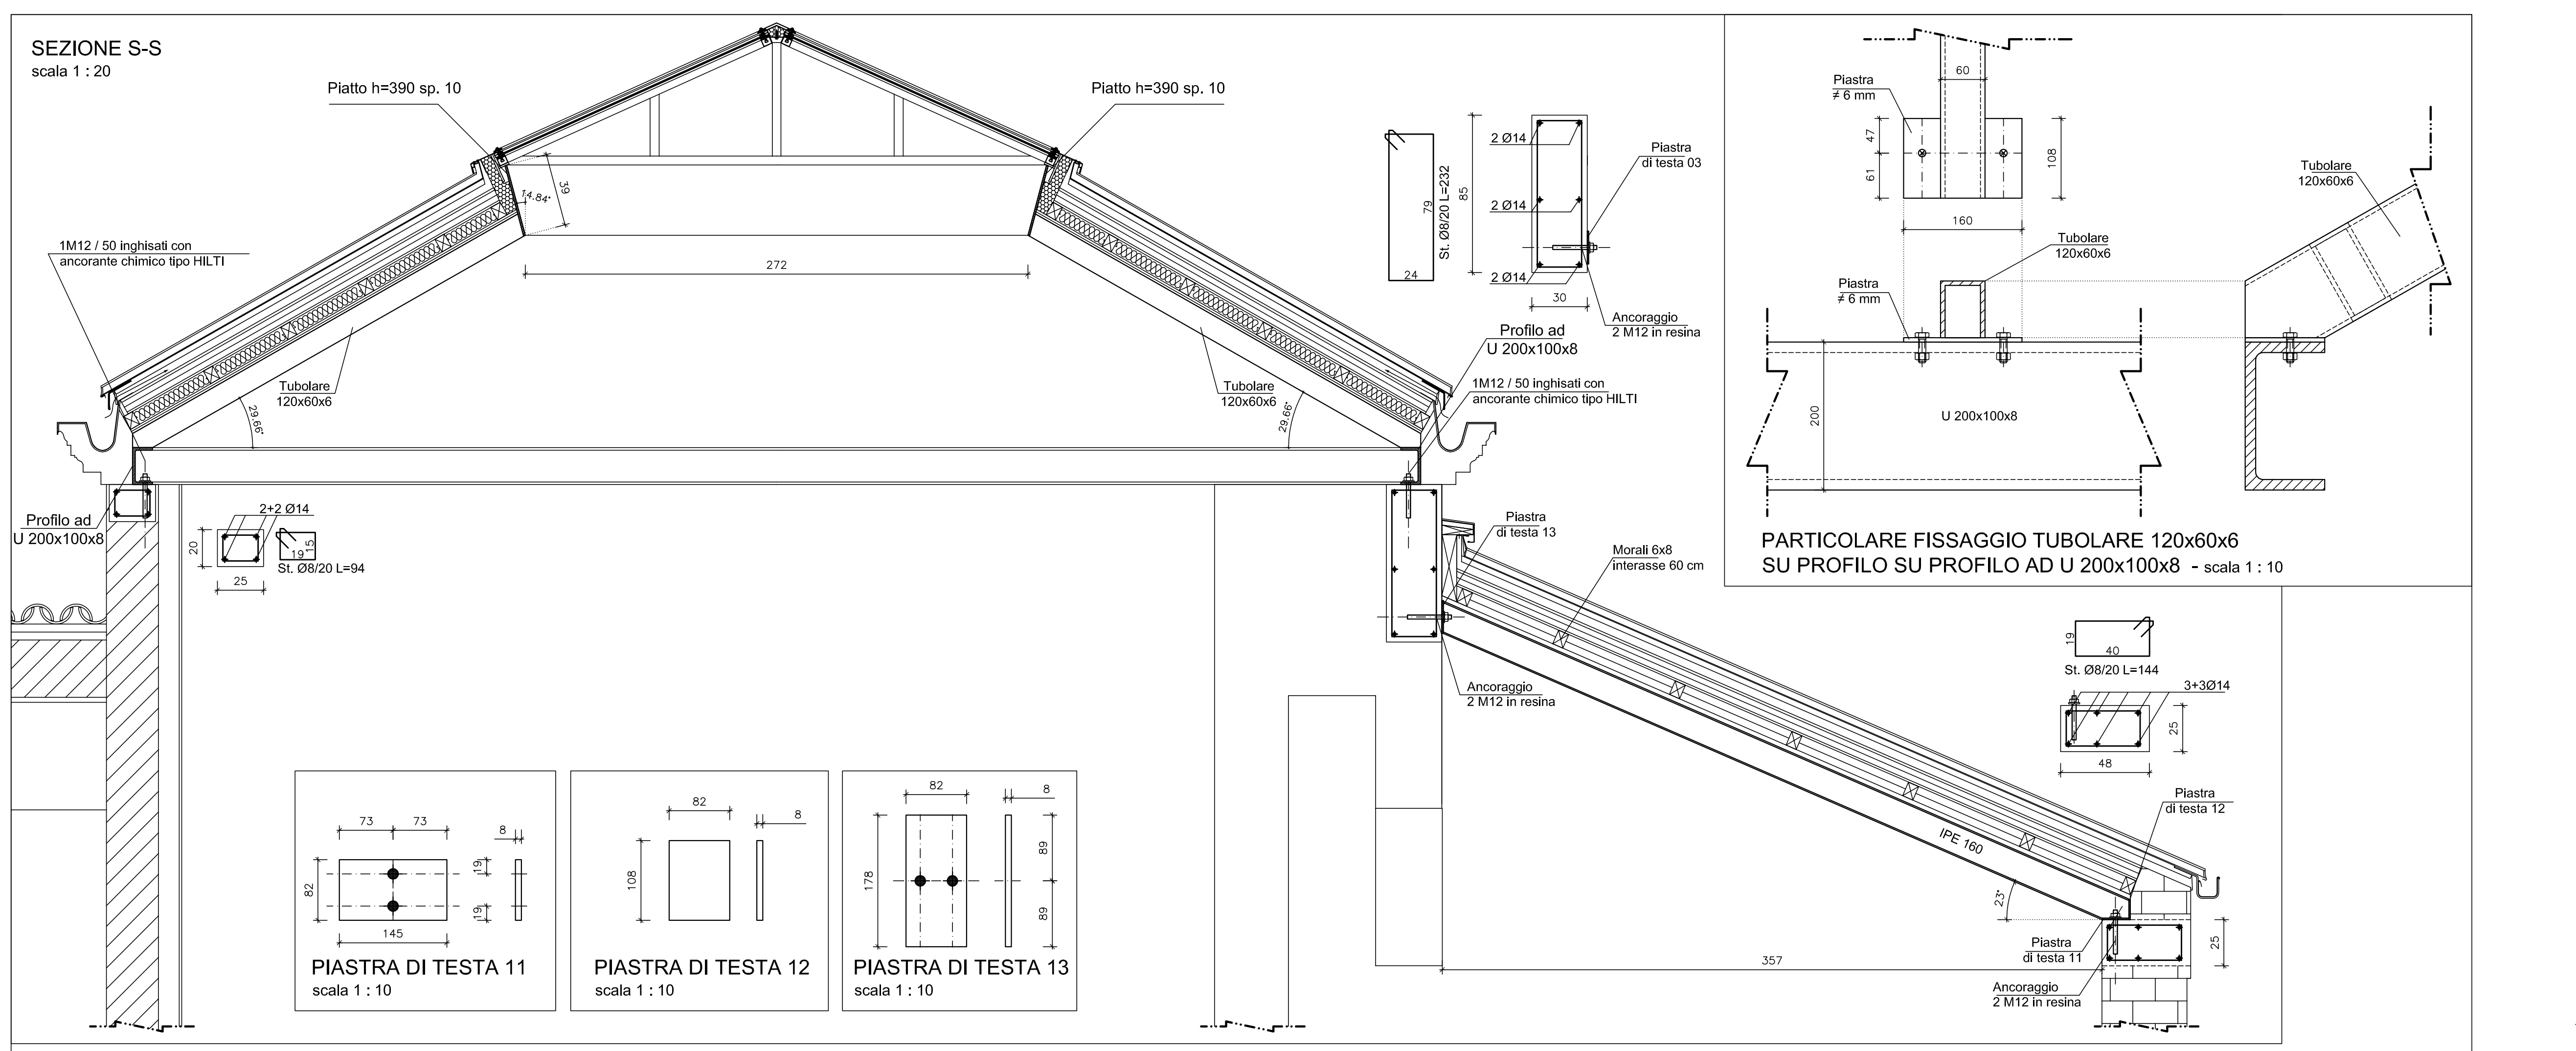 SEZIONE S-S
scala 1 : 20
Piatto h=390 sp. 10
Piatto h=390 sp. 10
39
14.84°
272
1M12 / 50 inghisati con
ancorante chimico tipo HILTI
Tubolare
120x60x6
29.66°
Tubolare
120x60x6
29.66°
Profilo ad
U 200x100x8
1M12 / 50 inghisati con
ancorante chimico tipo HILTI
Profilo ad
U 200x100x8
2+2 Ø14
20
25
19
15
St. Ø8/20 L=94
79
24
St. Ø8/20 L=232
85
2 Ø14
2 Ø14
2 Ø14
30
Piastra
di testa 03
Ancoraggio
2 M12 in resina
Piastra
di testa 13
Morali 6x8
interasse 60 cm
Ancoraggio
2 M12 in resina
IPE 160
23°
357
Piastra
di testa 12
Piastra
di testa 11
Ancoraggio
2 M12 in resina
25
19
40
St. Ø8/20 L=144
3+3Ø14
25
48
73
73
8
82
19
19
145
PIASTRA DI TESTA 11
scala 1 : 10
82
8
108
PIASTRA DI TESTA 12
scala 1 : 10
82
8
178
89
89
PIASTRA DI TESTA 13
scala 1 : 10
60
Piastra
≠ 6 mm
47
61
108
160
Tubolare
120x60x6
Tubolare
120x60x6
Piastra
≠ 6 mm
200
U 200x100x8
PARTICOLARE FISSAGGIO TUBOLARE 120x60x6
SU PROFILO SU PROFILO AD U 200x100x8 - scala 1 : 10